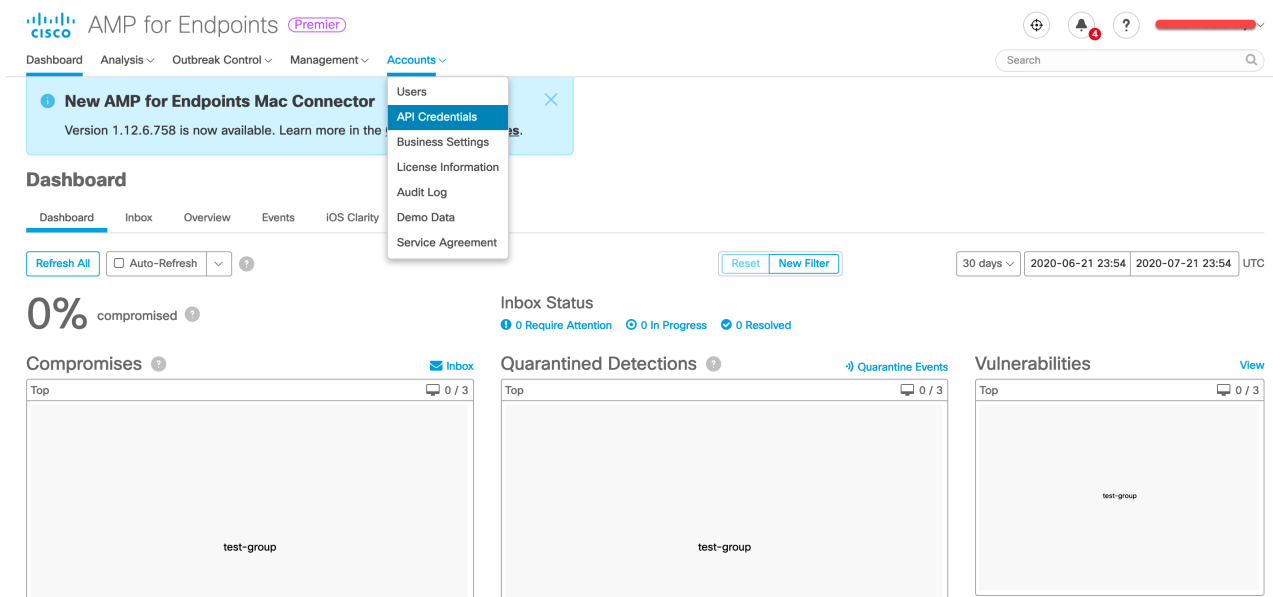 CISCO AMP for Endpoints Premier
4 ?
Dashboard Analysis Outbreak Control Management Accounts Search
Users
New AMP for Endpoints Mac Connector
API Credentials
Version 1.12.6.758 is now available. Learn more in the es.
Business Settings
License Information
Dashboard
Audit Log
Dashboard Inbox Overview Events iOS Clarity
Demo Data
Service Agreement
Refresh All Auto-Refresh ? Reset New Filter 30 days 2020-06-21 23:54 2020-07-21 23:54 UTC
0% compromised ?
Inbox Status
0 Require Attention 0 In Progress 0 Resolved
Compromises ? Inbox Quarantined Detections ? Quarantine Events Vulnerabilities View
Top 0 / 3 Top 0 / 3 Top 0 / 3
test-group
test-group test-group